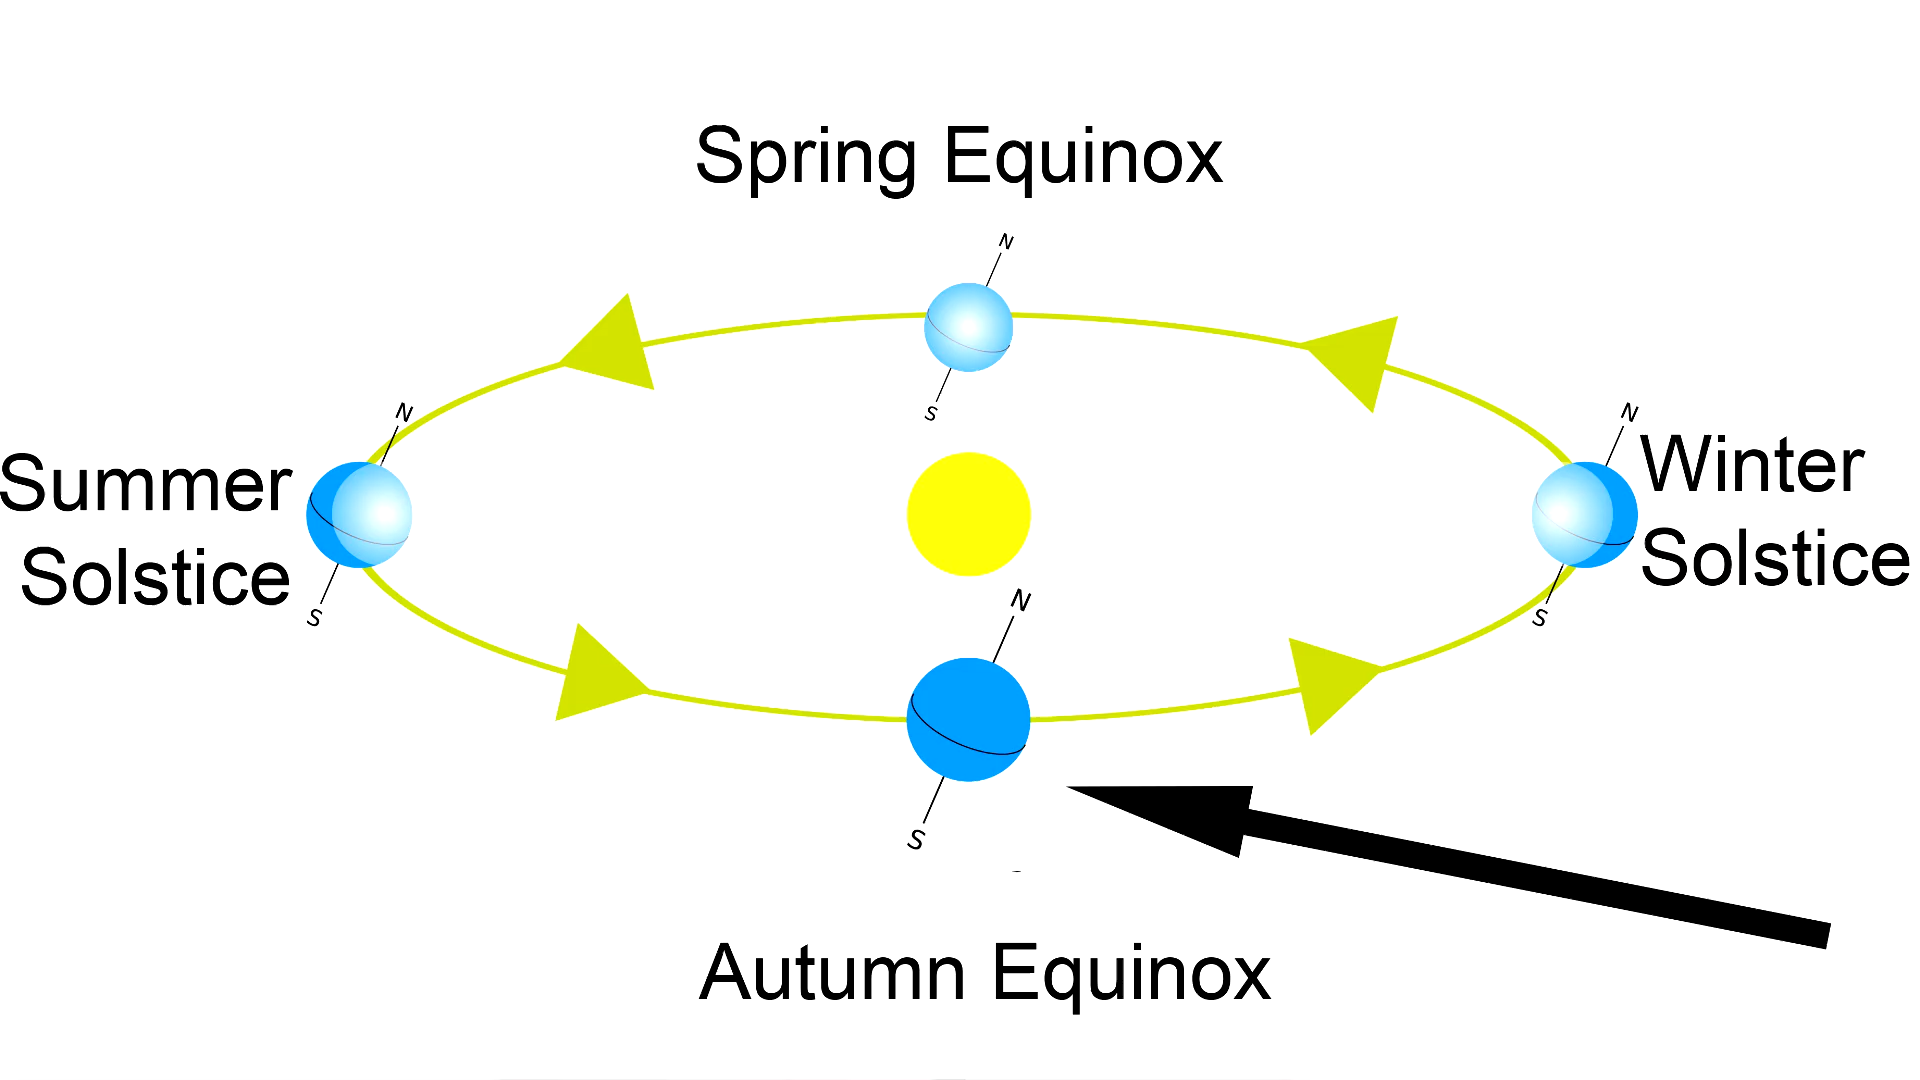 Spring Equinox
N
S
N
Summer
Solstice
S
N
Winter
Solstice
S
N
S
Autumn Equinox